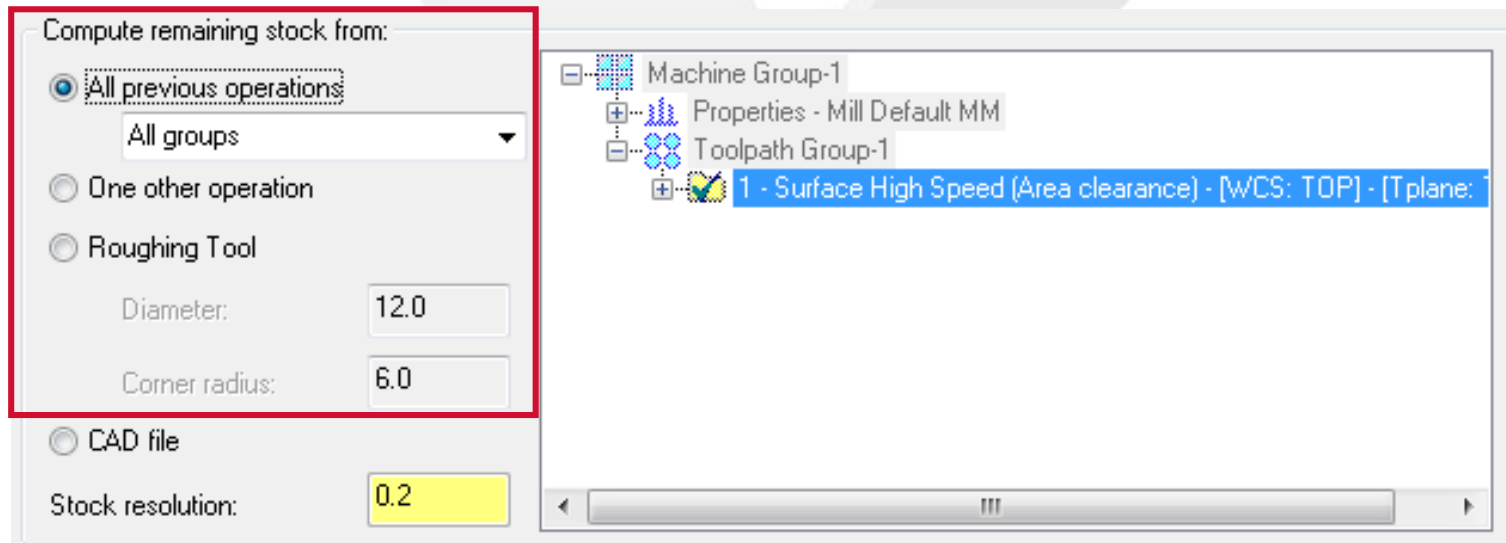 Compute remaining stock from:
All previous operations
All groups
One other operation
Roughing Tool
Diameter: 12.0
Corner radius: 6.0
CAD file
Stock resolution: 0.2
Machine Group-1
Properties - Mill Default MM
Toolpath Group-1
1 - Surface High Speed (Area clearance) - [WCS: TOP] - [Tplane: